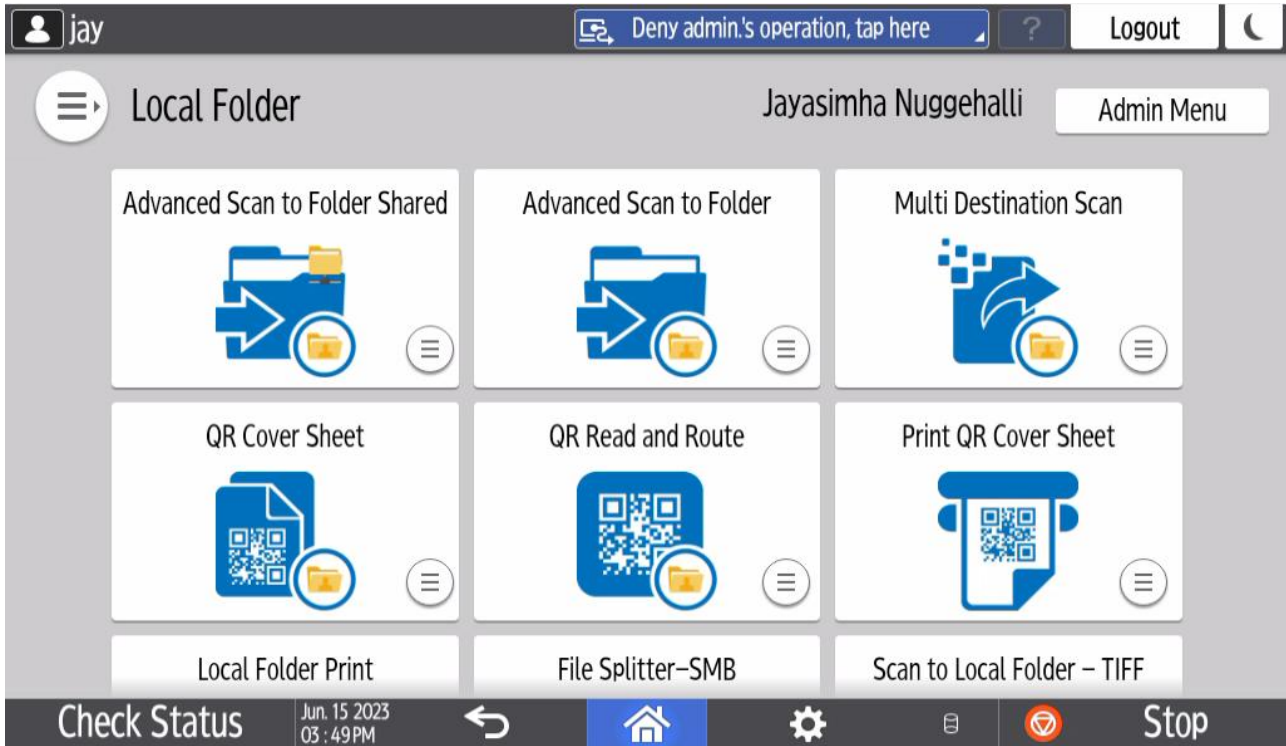 jay
Deny admin.'s operation, tap here
?
Logout
Local Folder
Jayasimha Nuggehalli
Admin Menu
Advanced Scan to Folder Shared
Advanced Scan to Folder
Multi Destination Scan
QR Cover Sheet
QR Read and Route
Print QR Cover Sheet
Local Folder Print
File Splitter–SMB
Scan to Local Folder – TIFF
Check Status
Jun. 15 2023
03 : 49 PM
Stop